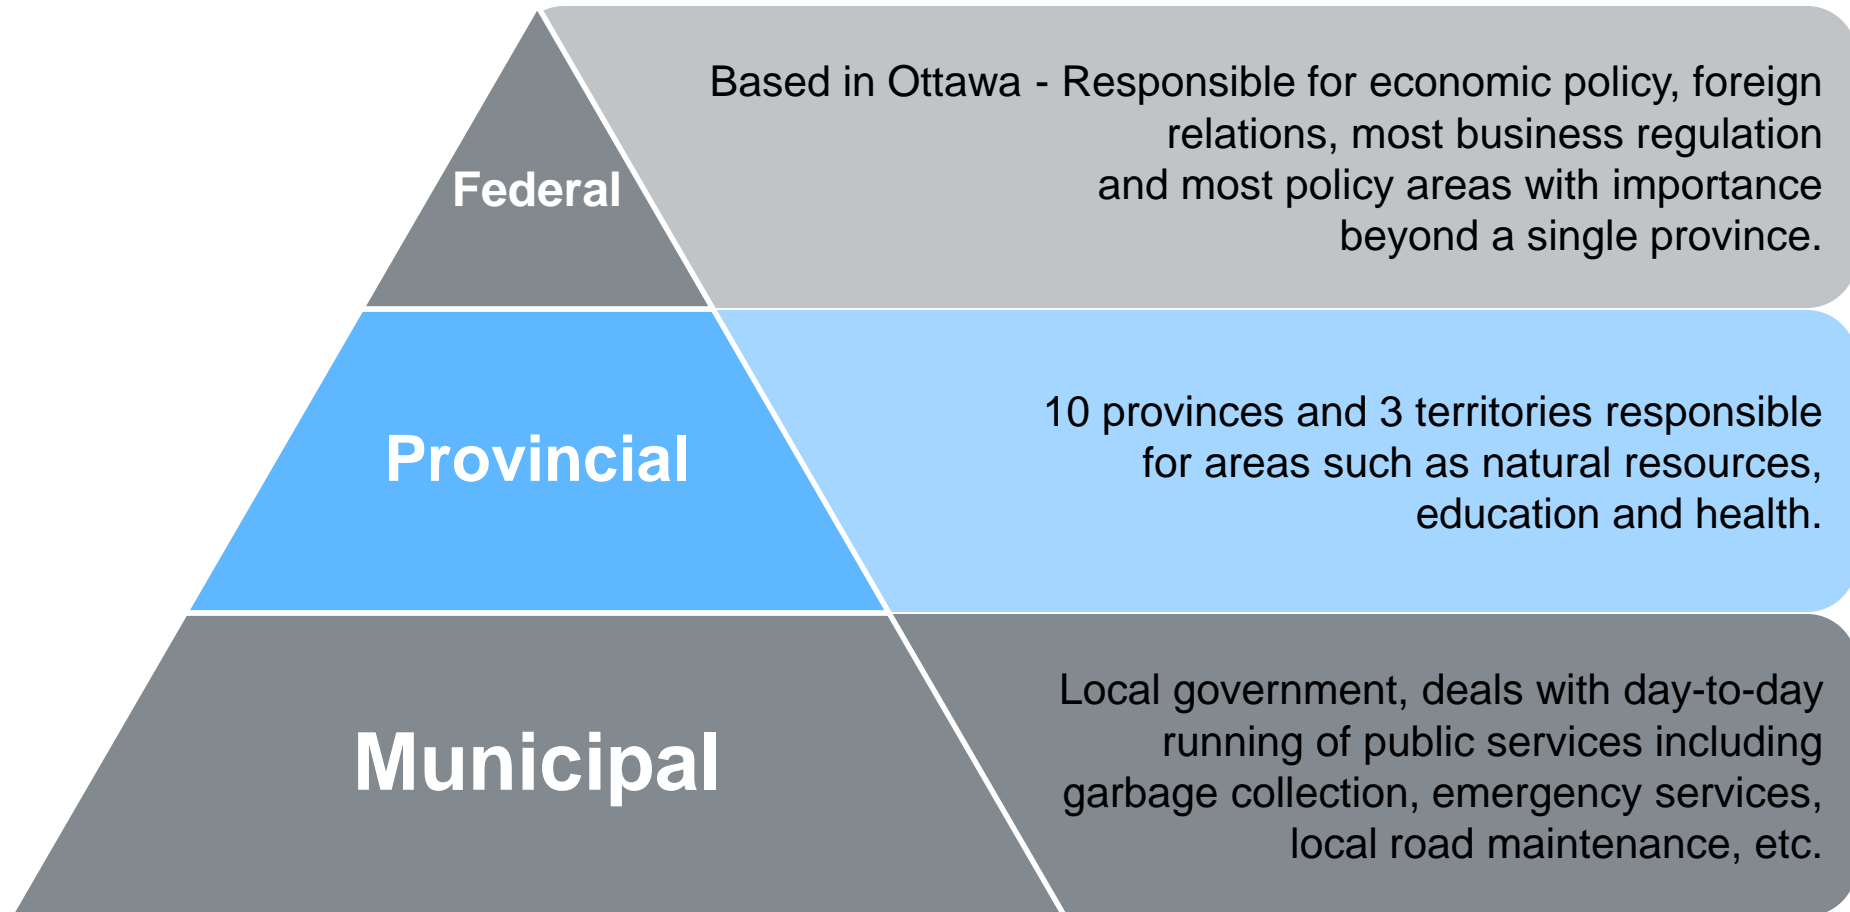 Federal
Based in Ottawa - Responsible for economic policy, foreign
relations, most business regulation
and most policy areas with importance
beyond a single province.
Provincial
10 provinces and 3 territories responsible
for areas such as natural resources,
education and health.
Municipal
Local government, deals with day-to-day
running of public services including
garbage collection, emergency services,
local road maintenance, etc.